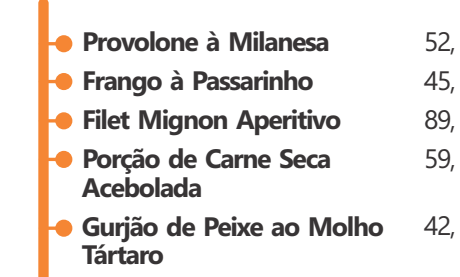 Provolone à Milanesa 52,
Frango à Passarinho 45,
Filet Mignon Aperitivo 89,
Porção de Carne Seca 59,
Acebolada
Gurjão de Peixe ao Molho 42,
Tártaro